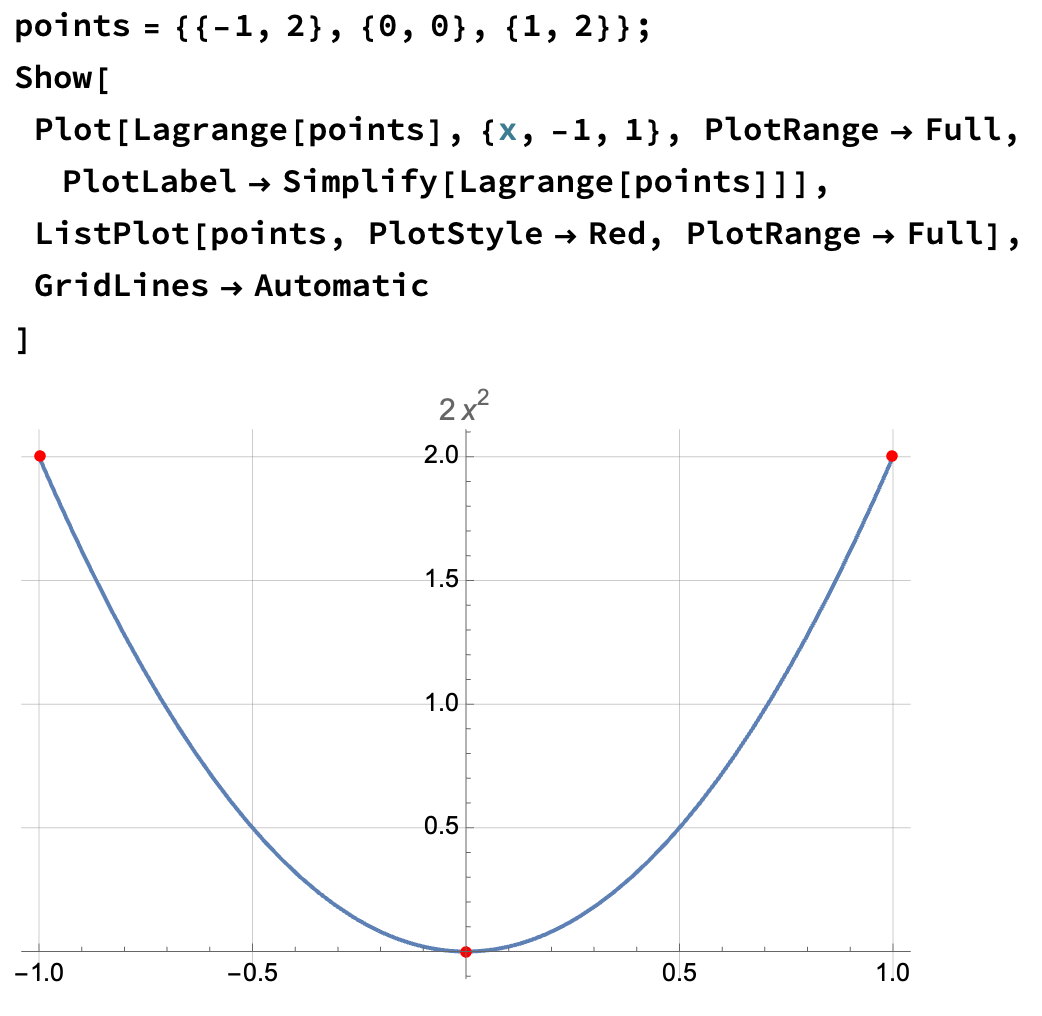 points = {{-1, 2}, {0, 0}, {1, 2}};
Show[
Plot[Lagrange[points], {x, -1, 1}, PlotRange → Full,
PlotLabel → Simplify[Lagrange[points]]],
ListPlot[points, PlotStyle → Red, PlotRange → Full],
GridLines → Automatic
]
2 x²
2.0
1.5
1.0
0.5
-1.0 -0.5 0.5 1.0